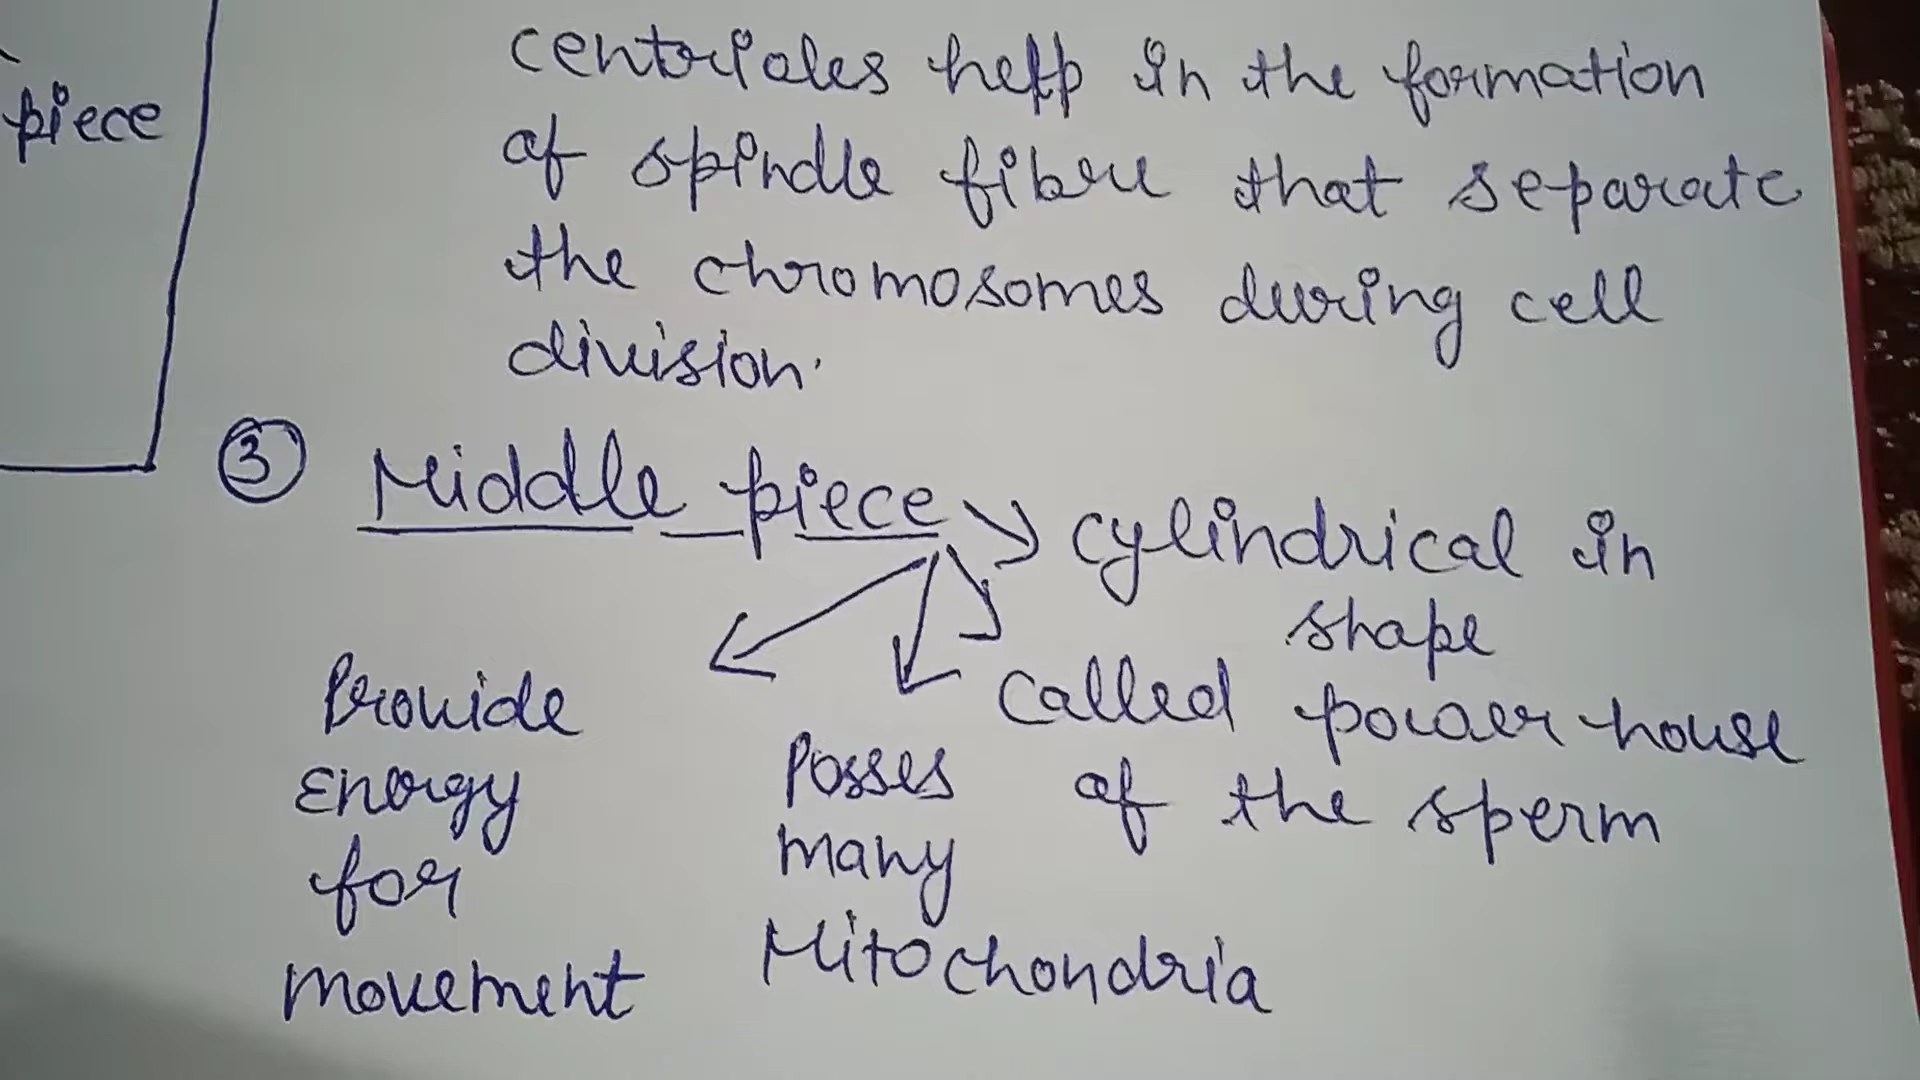 piece
centrioles help in the formation
of spindle fibre that separate
the chromosomes during cell
division.
③ Middle piece → cylindrical in
shape
Provide
Energy
for
movement
Posses
many
Mitochondria
called power house
of the sperm